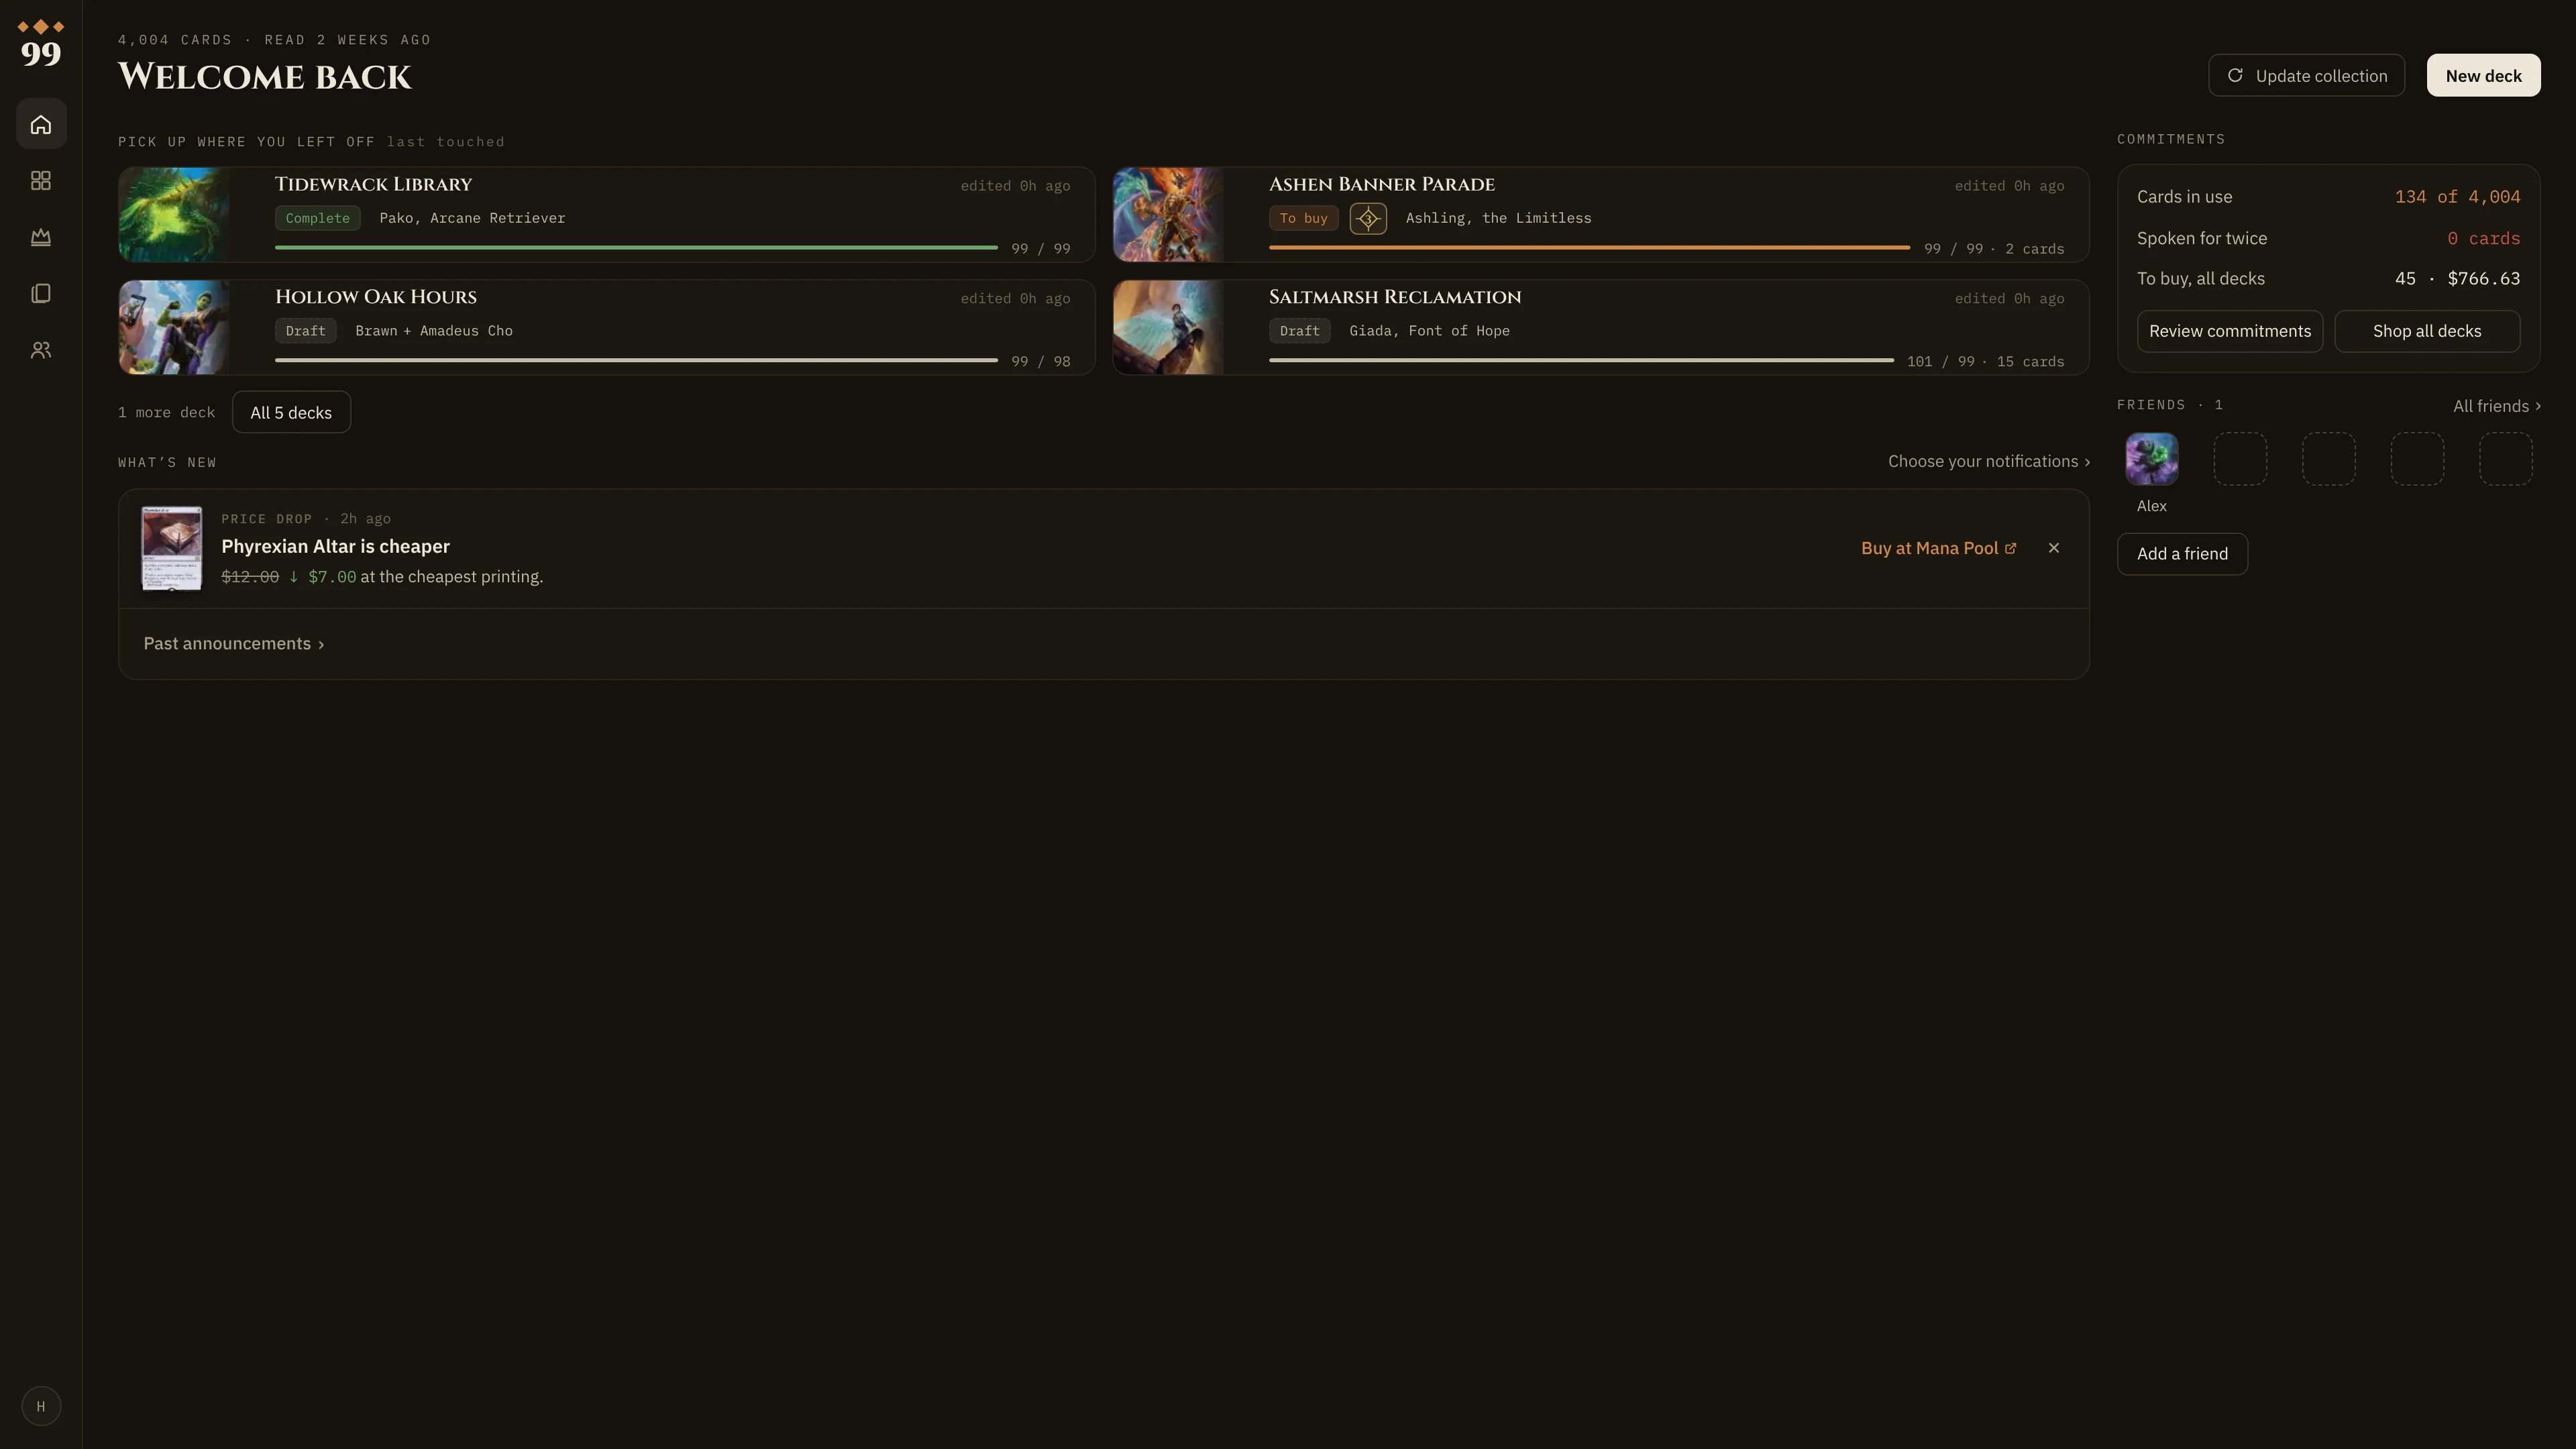 99
4,004 CARDS · READ 2 WEEKS AGO
WELCOME BACK
Update collection
New deck
PICK UP WHERE YOU LEFT OFF last touched
TIDEWRACK LIBRARY
edited 0h ago
Complete
Pako, Arcane Retriever
99 / 99
ASHEN BANNER PARADE
edited 0h ago
To buy
3
Ashling, the Limitless
99 / 99 · 2 cards
HOLLOW OAK HOURS
edited 0h ago
Draft
Brawn + Amadeus Cho
99 / 98
SALTMARSH RECLAMATION
edited 0h ago
Draft
Giada, Font of Hope
101 / 99 · 15 cards
1 more deck
All 5 decks
WHAT'S NEW
Choose your notifications ›
PRICE DROP · 2h ago
Phyrexian Altar is cheaper
$12.00 ↓ $7.00 at the cheapest printing.
Buy at Mana Pool
Past announcements ›
COMMITMENTS
Cards in use 134 of 4,004
Spoken for twice 0 cards
To buy, all decks 45 · $766.63
Review commitments
Shop all decks
FRIENDS · 1
All friends ›
Alex
Add a friend
H